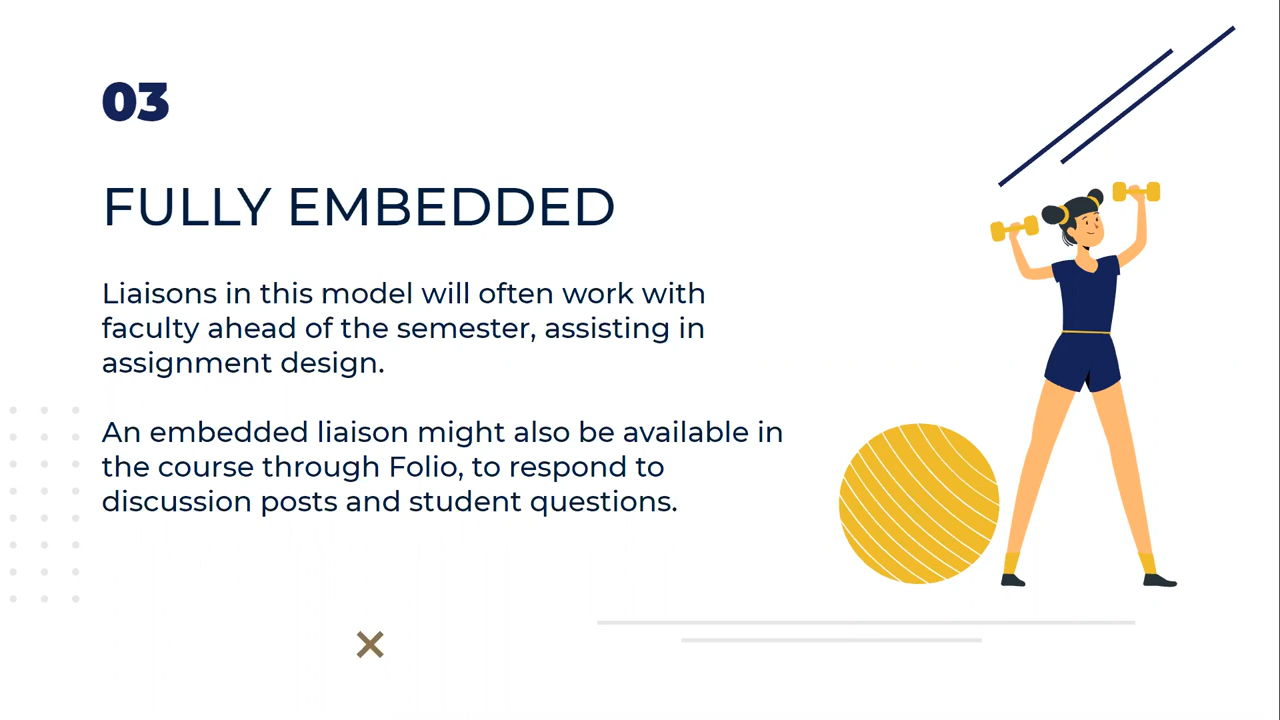 03
FULLY EMBEDDED
Liaisons in this model will often work with
faculty ahead of the semester, assisting in
assignment design.
An embedded liaison might also be available in
the course through Folio, to respond to
discussion posts and student questions.